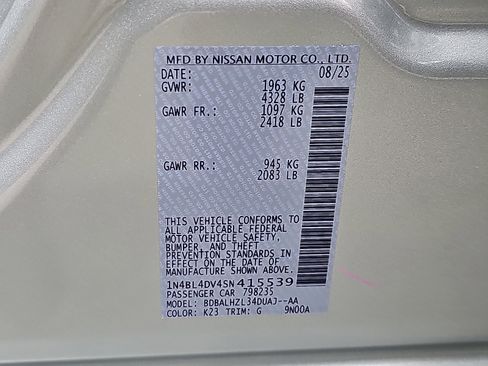 MFD BY NISSAN MOTOR CO., LTD.
DATE: 08/25
GVWR: 1963 KG
4328 LB
GAWR FR.: 1097 KG
2418 LB
GAWR RR.: 945 KG
2083 LB
THIS VEHICLE CONFORMS TO
ALL APPLICABLE FEDERAL
MOTOR VEHICLE SAFETY,
BUMPER, AND THEFT
PREVENTION STANDARDS
IN EFFECT ON THE DATE OF
MANUFACTURE SHOWN ABOVE.
1N4BL4DV4SN415539
PASSENGER CAR 798235
MODEL: BDBALHZL34DUAJ--AA
COLOR: K23 TRIM: G 9N00A